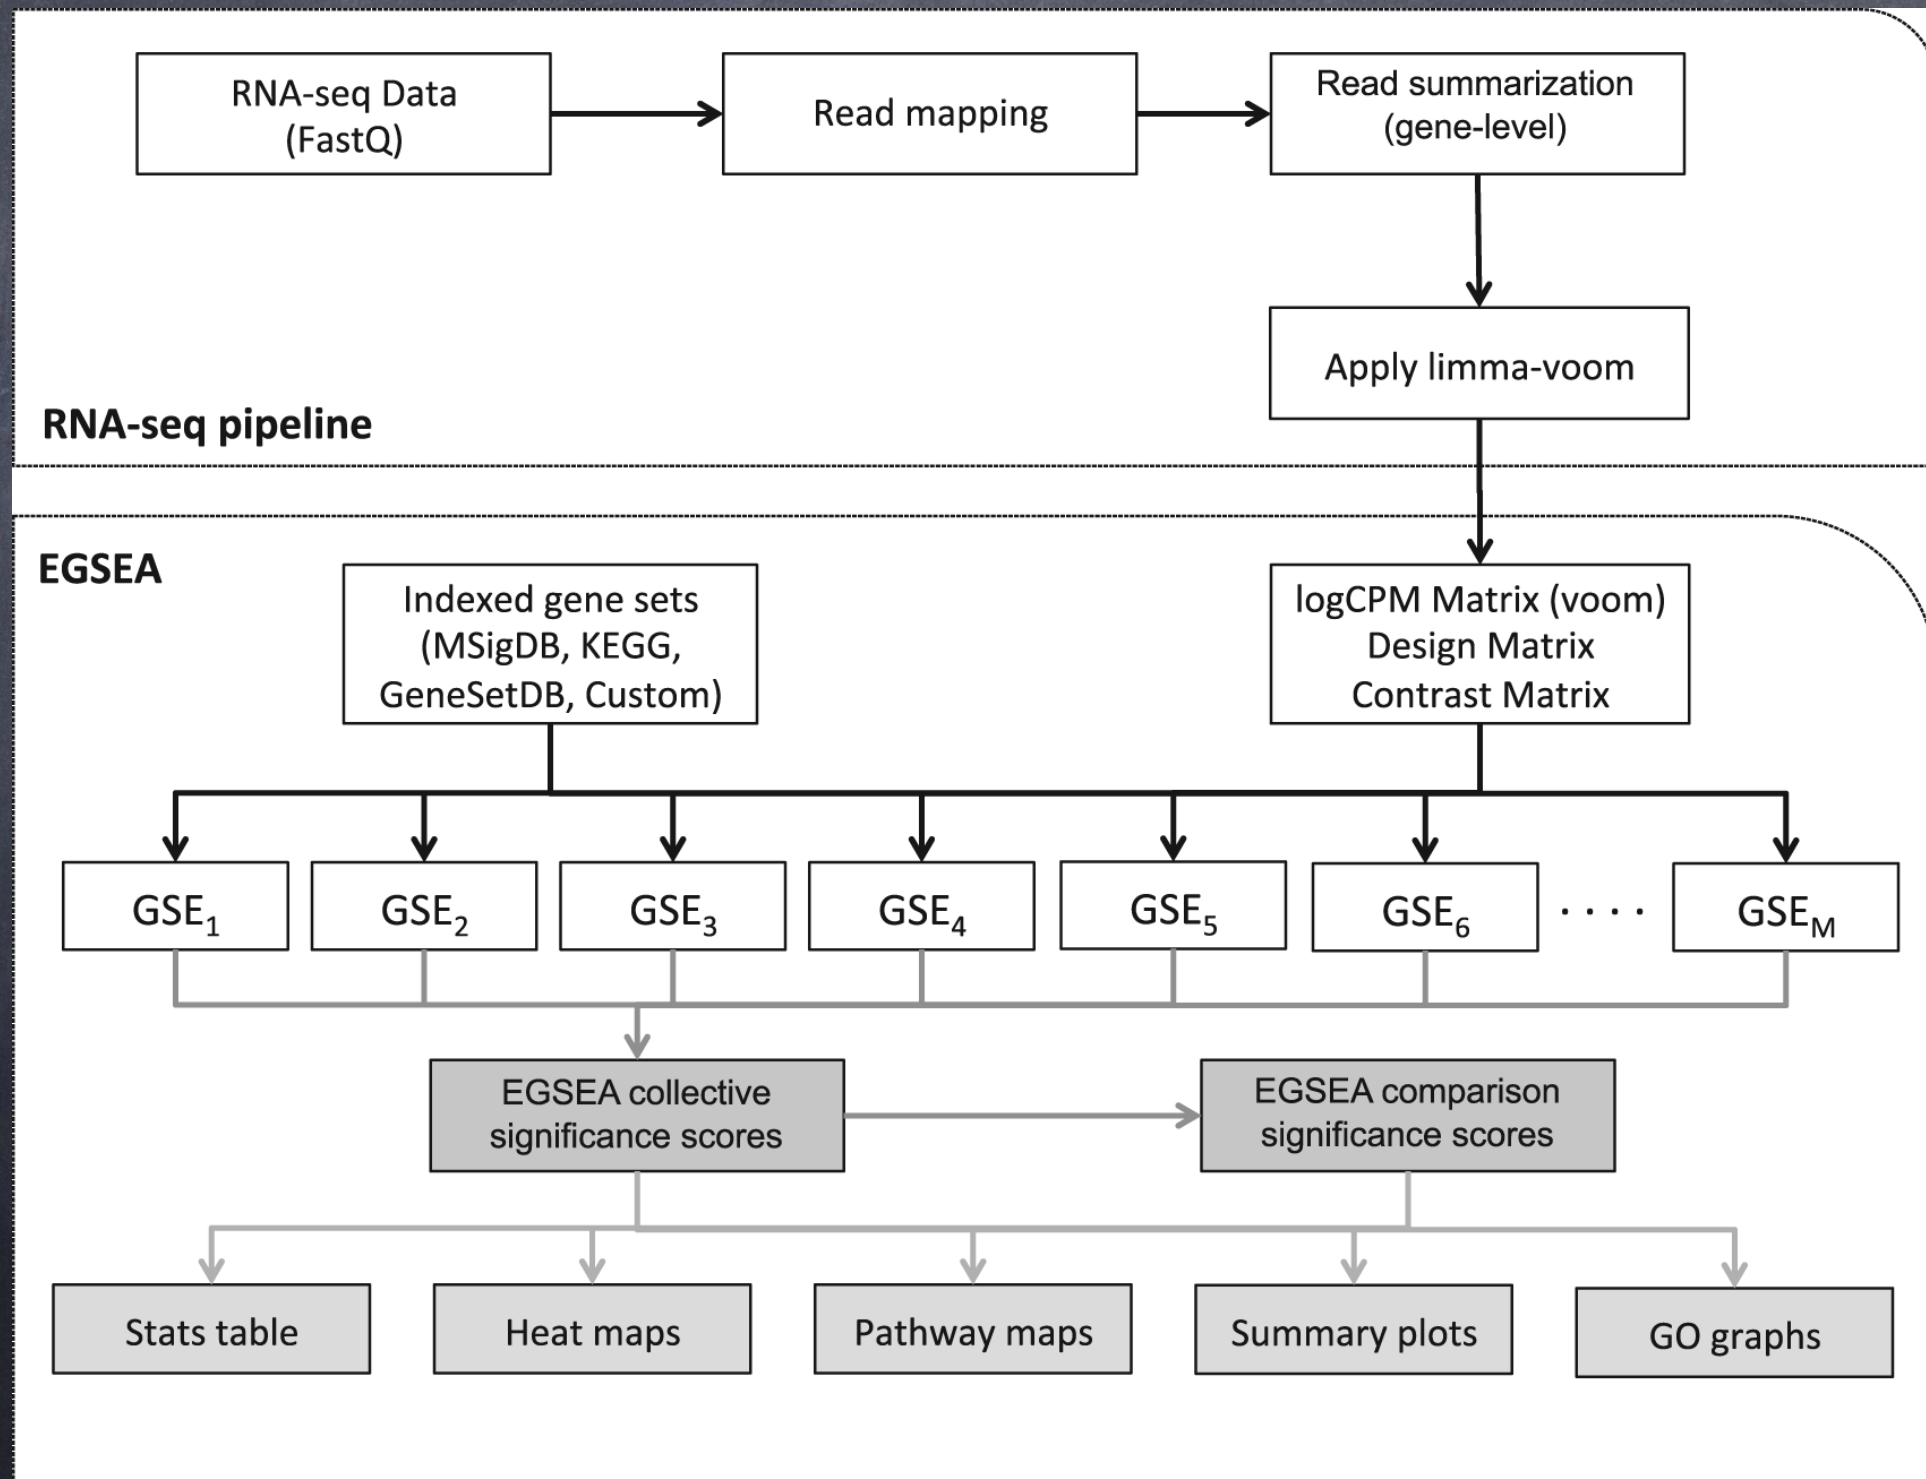 RNA-seq Data
(FastQ)
Read mapping
Read summarization
(gene-level)
Apply limma-voom
RNA-seq pipeline
EGSEA
Indexed gene sets
(MSigDB, KEGG,
GeneSetDB, Custom)
logCPM Matrix (voom)
Design Matrix
Contrast Matrix
GSE1
GSE2
GSE3
GSE4
GSE5
GSE6
. . . .
GSEM
EGSEA collective
significance scores
EGSEA comparison
significance scores
Stats table
Heat maps
Pathway maps
Summary plots
GO graphs